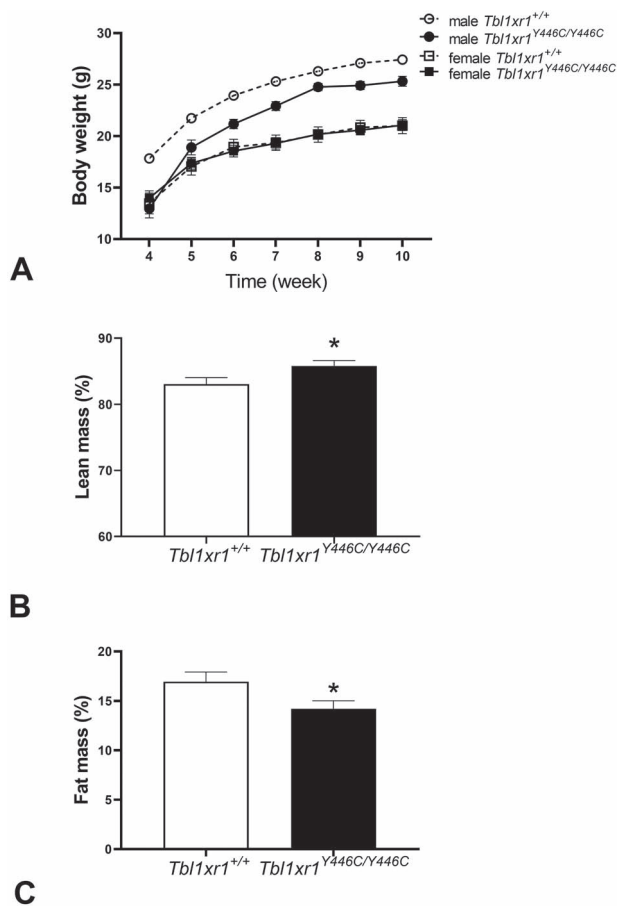 male Tbl1xr1+/+
male Tbl1xr1Y446C/Y446C
female Tbl1xr1+/+
female Tbl1xr1Y446C/Y446C
Body weight (g)
30
25
20
15
10
4 5 6 7 8 9 10
Time (week)
A
Lean mass (%)
90
80
70
60
*
Tbl1xr1+/+ Tbl1xr1Y446C/Y446C
B
Fat mass (%)
20
15
10
5
0
*
Tbl1xr1+/+ Tbl1xr1Y446C/Y446C
C